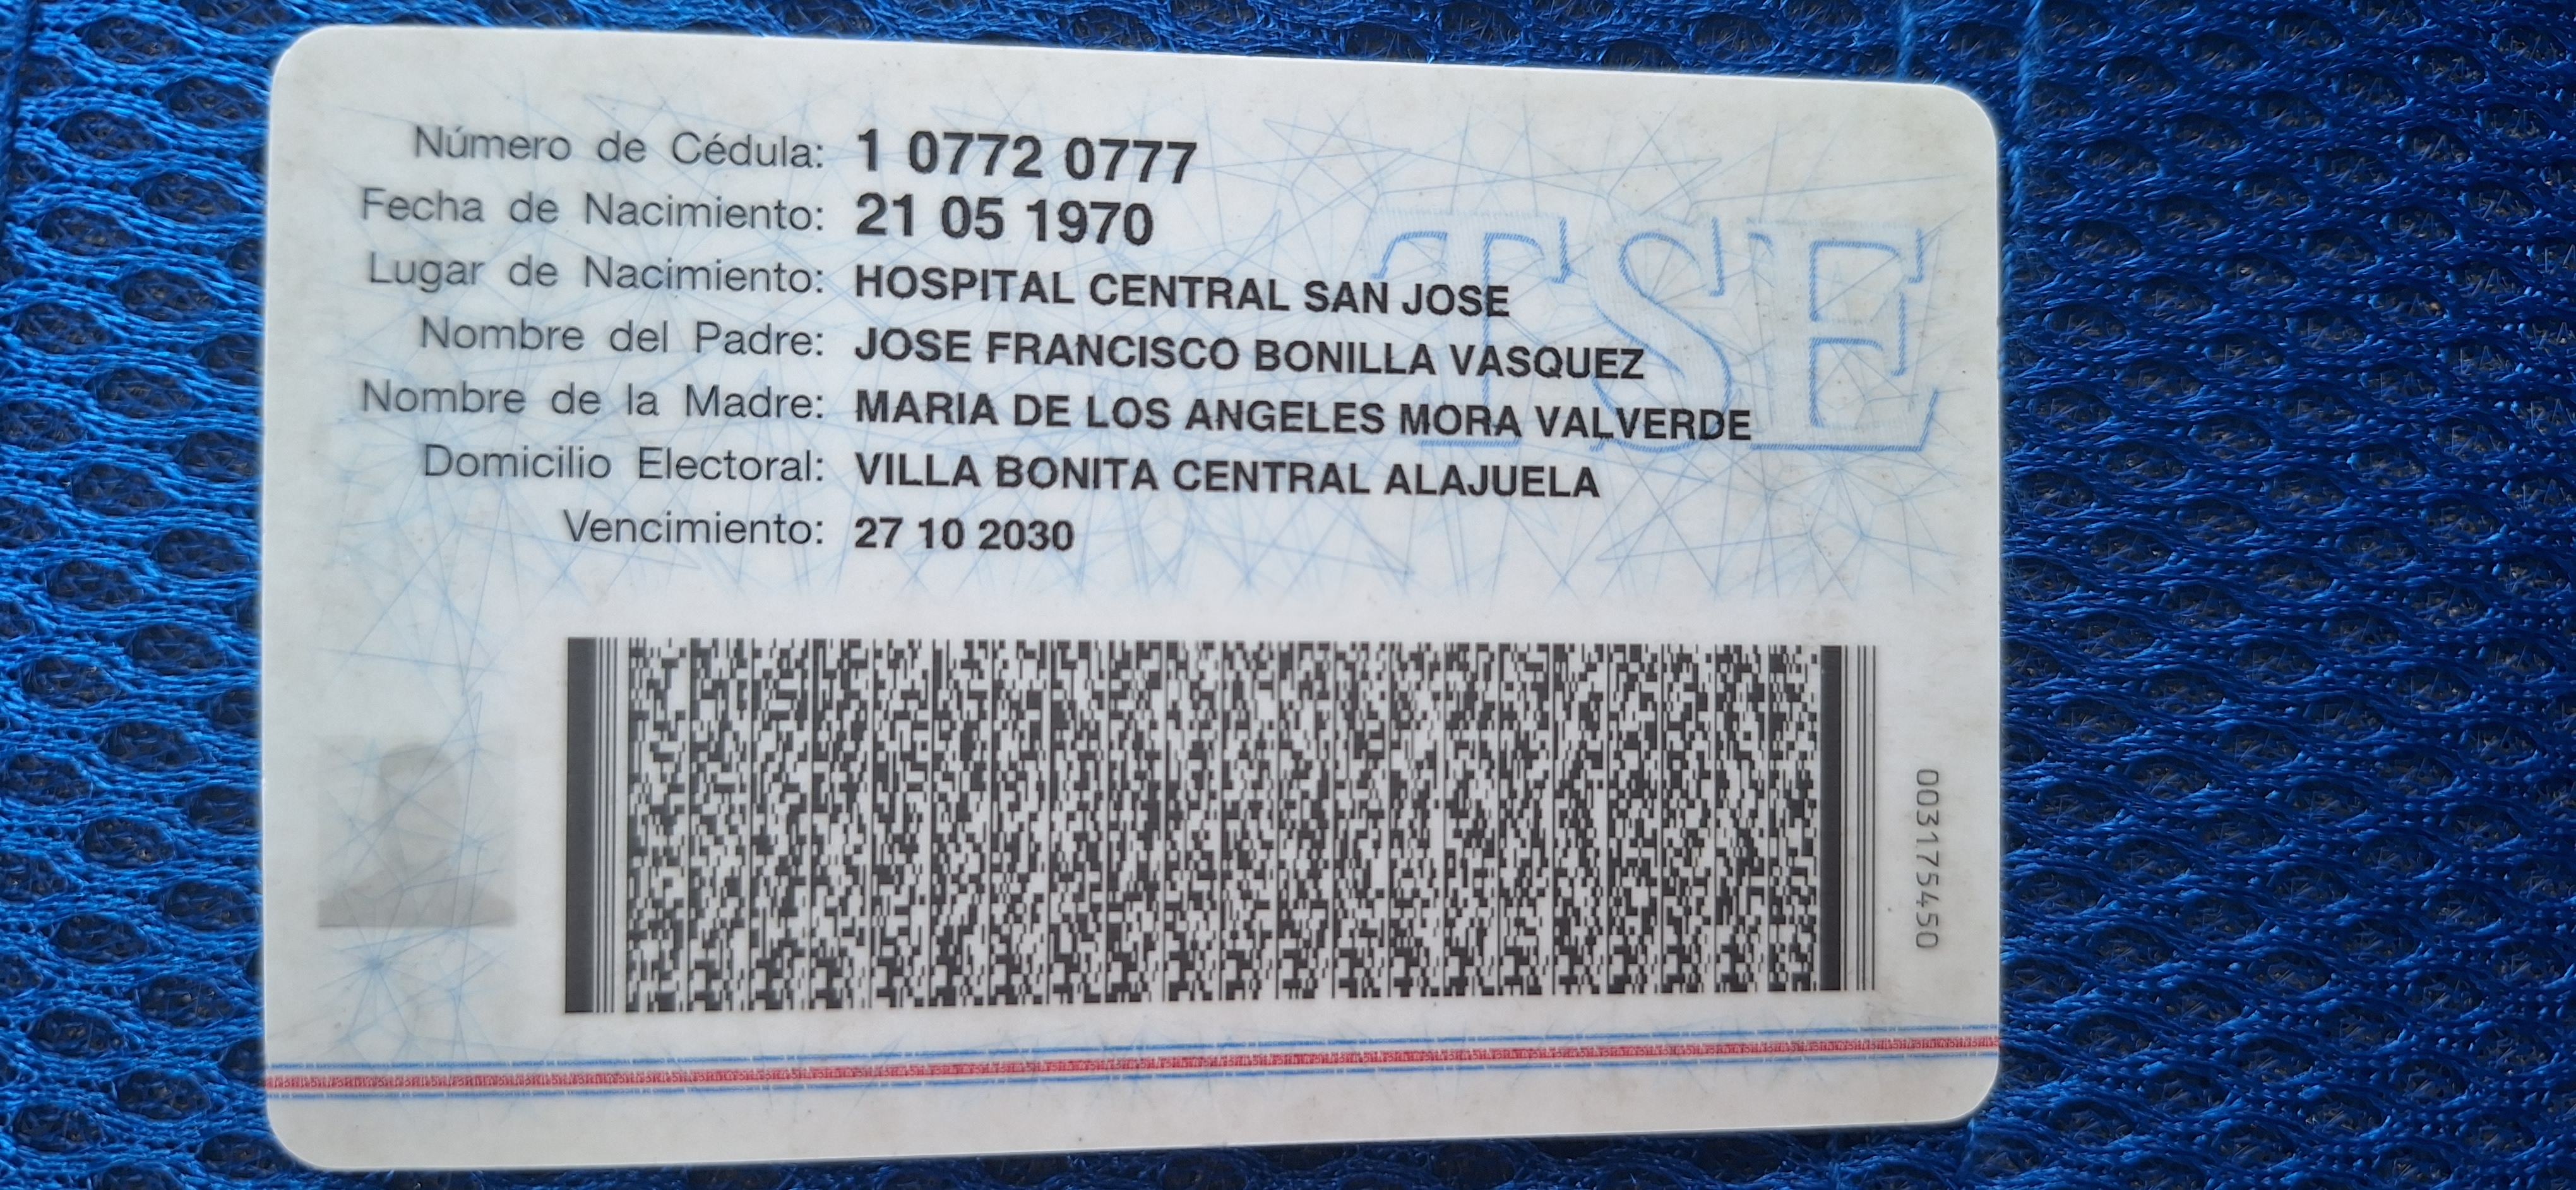 Número de Cédula: 1 0772 0777
Fecha de Nacimiento: 21 05 1970
Lugar de Nacimiento: HOSPITAL CENTRAL SAN JOSE
Nombre del Padre: JOSE FRANCISCO BONILLA VASQUEZ
Nombre de la Madre: MARIA DE LOS ANGELES MORA VALVERDE
Domicilio Electoral: VILLA BONITA CENTRAL ALAJUELA
Vencimiento: 27 10 2030
TSE
003175450